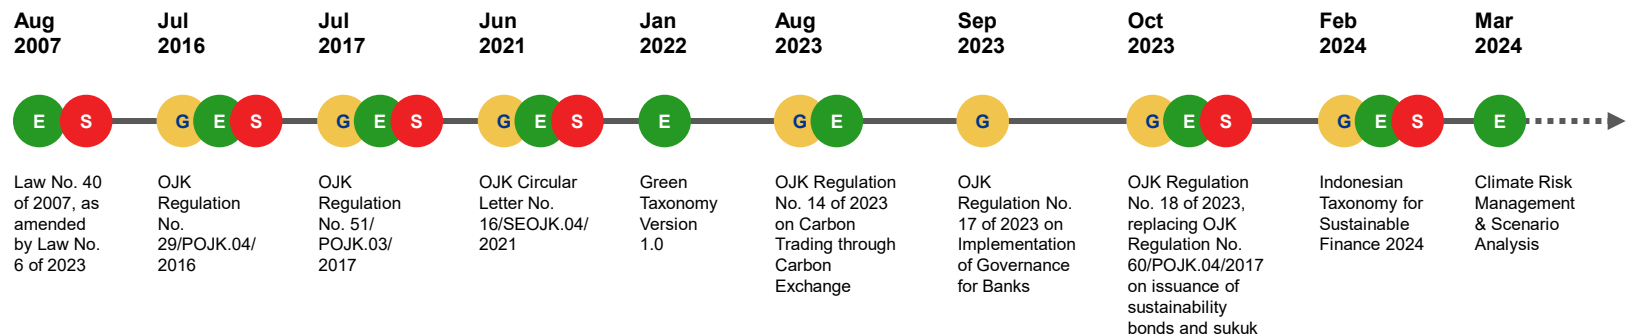 Aug
2007
Jul
2016
Jul
2017
Jun
2021
Jan
2022
Aug
2023
Sep
2023
Oct
2023
Feb
2024
Mar
2024
E S
G E S
G E S
G E S
E
G E
G
G E S
G E S
E
Law No. 40
of 2007, as
amended
by Law No.
6 of 2023
OJK
Regulation
No.
29/POJK.04/
2016
OJK
Regulation
No. 51/
POJK.03/
2017
OJK Circular
Letter No.
16/SEOJK.04/
2021
Green
Taxonomy
Version
1.0
OJK Regulation
No. 14 of 2023
on Carbon
Trading through
Carbon
Exchange
OJK
Regulation No.
17 of 2023 on
Implementation
of Governance
for Banks
OJK Regulation
No. 18 of 2023,
replacing OJK
Regulation No.
60/POJK.04/2017
on issuance of
sustainability
bonds and sukuk
Indonesian
Taxonomy for
Sustainable
Finance 2024
Climate Risk
Management
& Scenario
Analysis